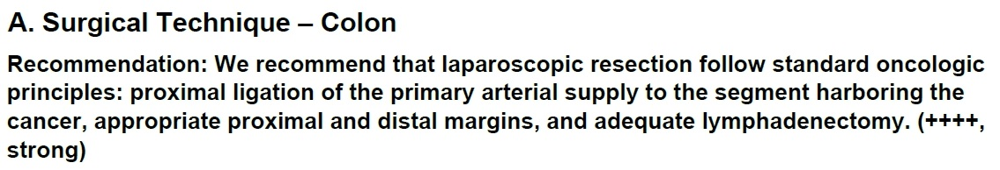 A. Surgical Technique – Colon
Recommendation: We recommend that laparoscopic resection follow standard oncologic
principles: proximal ligation of the primary arterial supply to the segment harboring the
cancer, appropriate proximal and distal margins, and adequate lymphadenectomy. (++++,
strong)